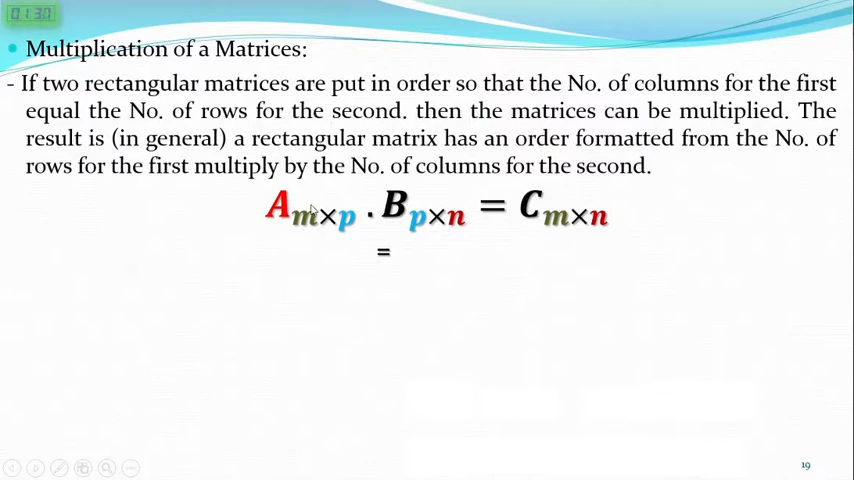 01:30
Multiplication of a Matrices:
- If two rectangular matrices are put in order so that the No. of columns for the first
equal the No. of rows for the second. then the matrices can be multiplied. The
result is (in general) a rectangular matrix has an order formatted from the No. of
rows for the first multiply by the No. of columns for the second.
A m×p . B p×n = C m×n
=
19